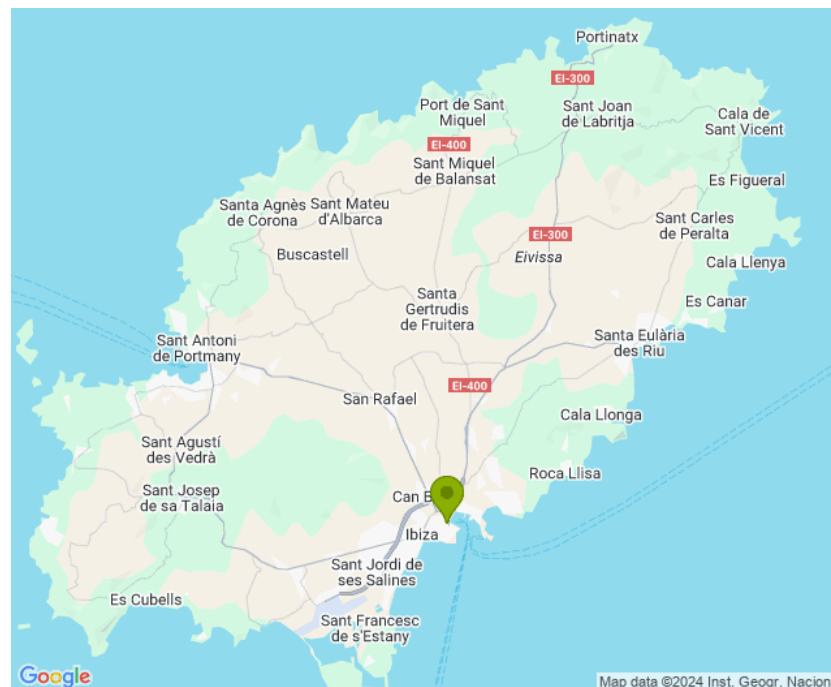 Portinatx
EI-300
Port de Sant
Miquel
Sant Joan
de Labritja
Cala de
Sant Vicent
EI-400
Sant Miquel
de Balansat
Es Figueral
Santa Agnès
de Corona
Sant Mateu
d'Albarca
Sant Carles
de Peralta
EI-300
Buscastell
Eivissa
Cala Llenya
Santa
Gertrudis
de Fruitera
Es Canar
Sant Antoni
de Portmany
Santa Eulària
des Riu
EI-400
San Rafael
Cala Llonga
Sant Agustí
des Vedrà
Roca Llisa
Sant Josep
de sa Talaia
Can B
Ibiza
Sant Jordi de
ses Salines
Es Cubells
Sant Francesc
de s'Estany
Google
Map data ©2024 Inst. Geogr. Nacion